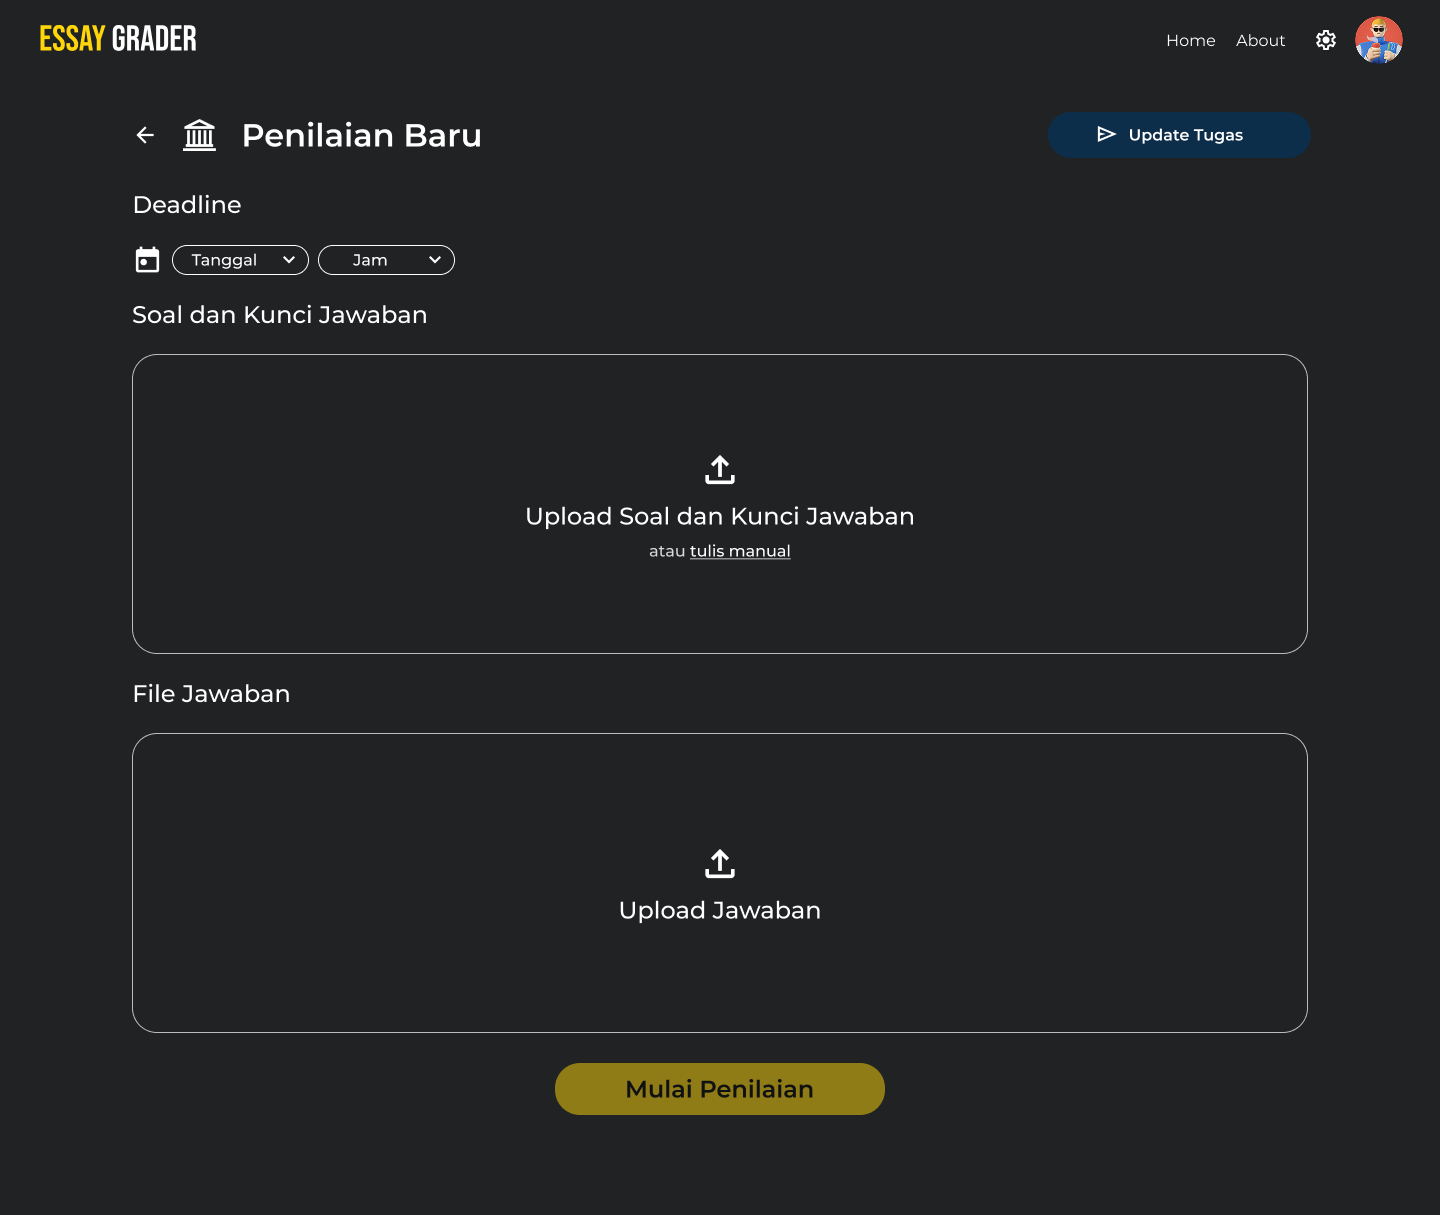 ESSAY GRADER
Home About
Penilaian Baru
Update Tugas
Deadline
Tanggal Jam
Soal dan Kunci Jawaban
Upload Soal dan Kunci Jawaban
atau tulis manual
File Jawaban
Upload Jawaban
Mulai Penilaian